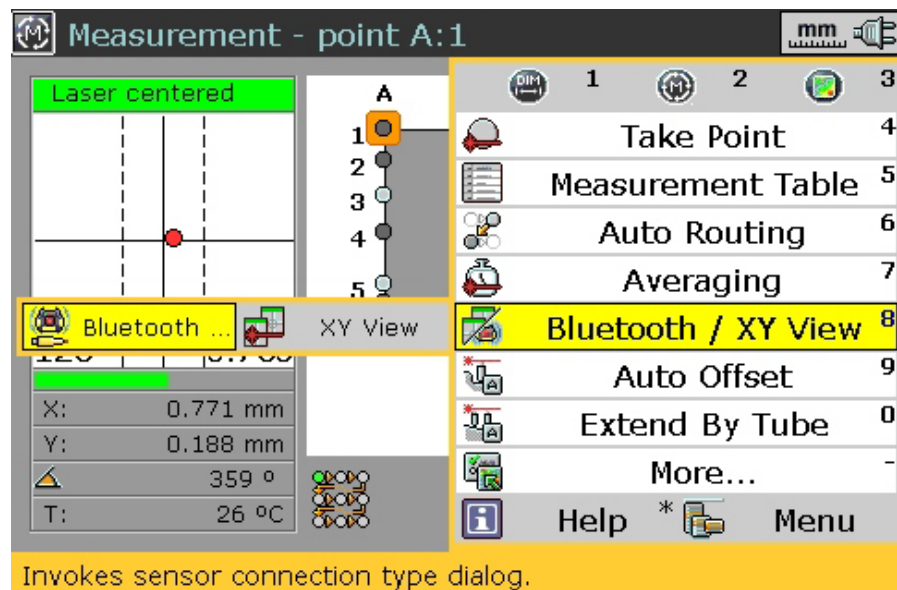 Measurement - point A:1
mm
Laser centered
A
1
2
3
4
5
1 2 3
Take Point 4
Measurement Table 5
Auto Routing 6
Averaging 7
Bluetooth ... XY View
Bluetooth / XY View 8
Auto Offset 9
Extend By Tube 0
More... -
Help * Menu
X: 0.771 mm
Y: 0.188 mm
359 º
T: 26 ºC
Invokes sensor connection type dialog.